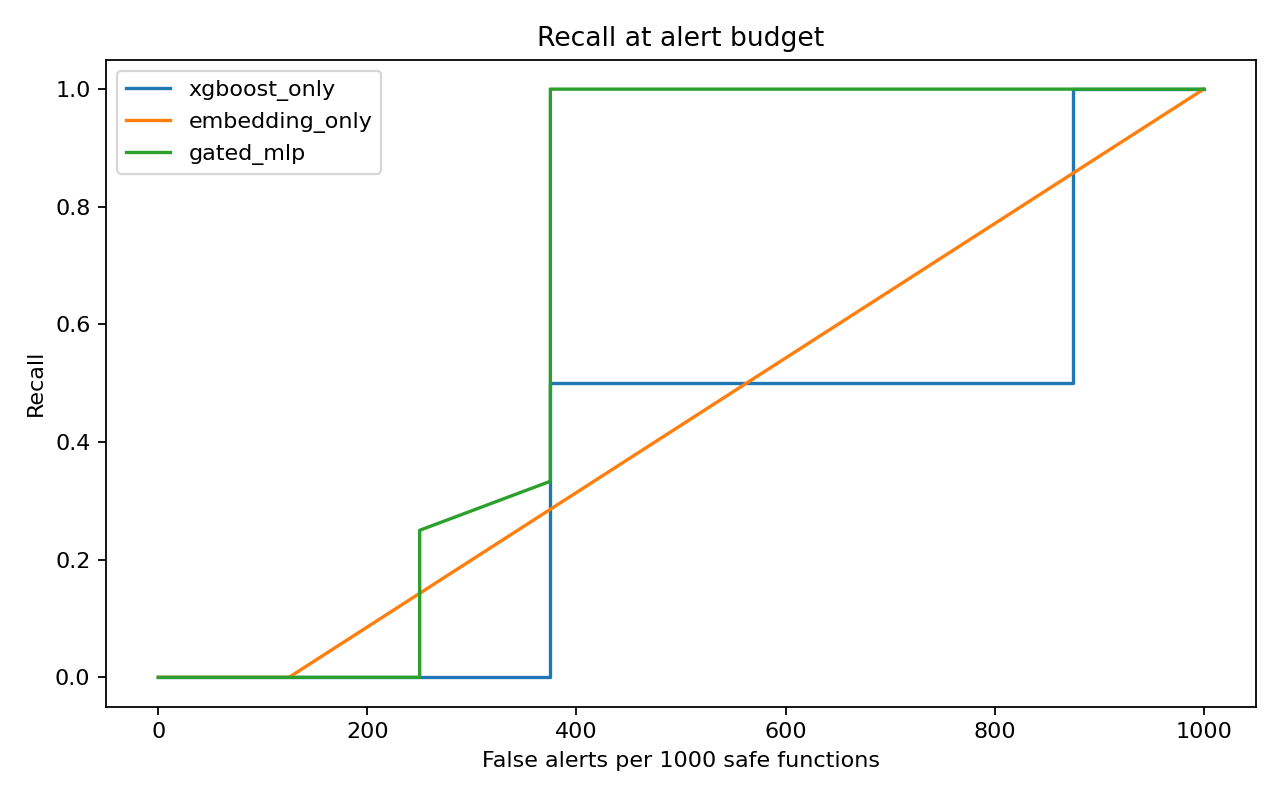 Recall at alert budget
xgboost_only
embedding_only
gated_mlp
Recall
1.0
0.8
0.6
0.4
0.2
0.0
0 200 400 600 800 1000
False alerts per 1000 safe functions